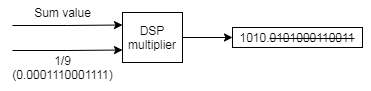 Sum value
DSP
multiplier
1010.0101000110011
1/9
(0.0001110001111)